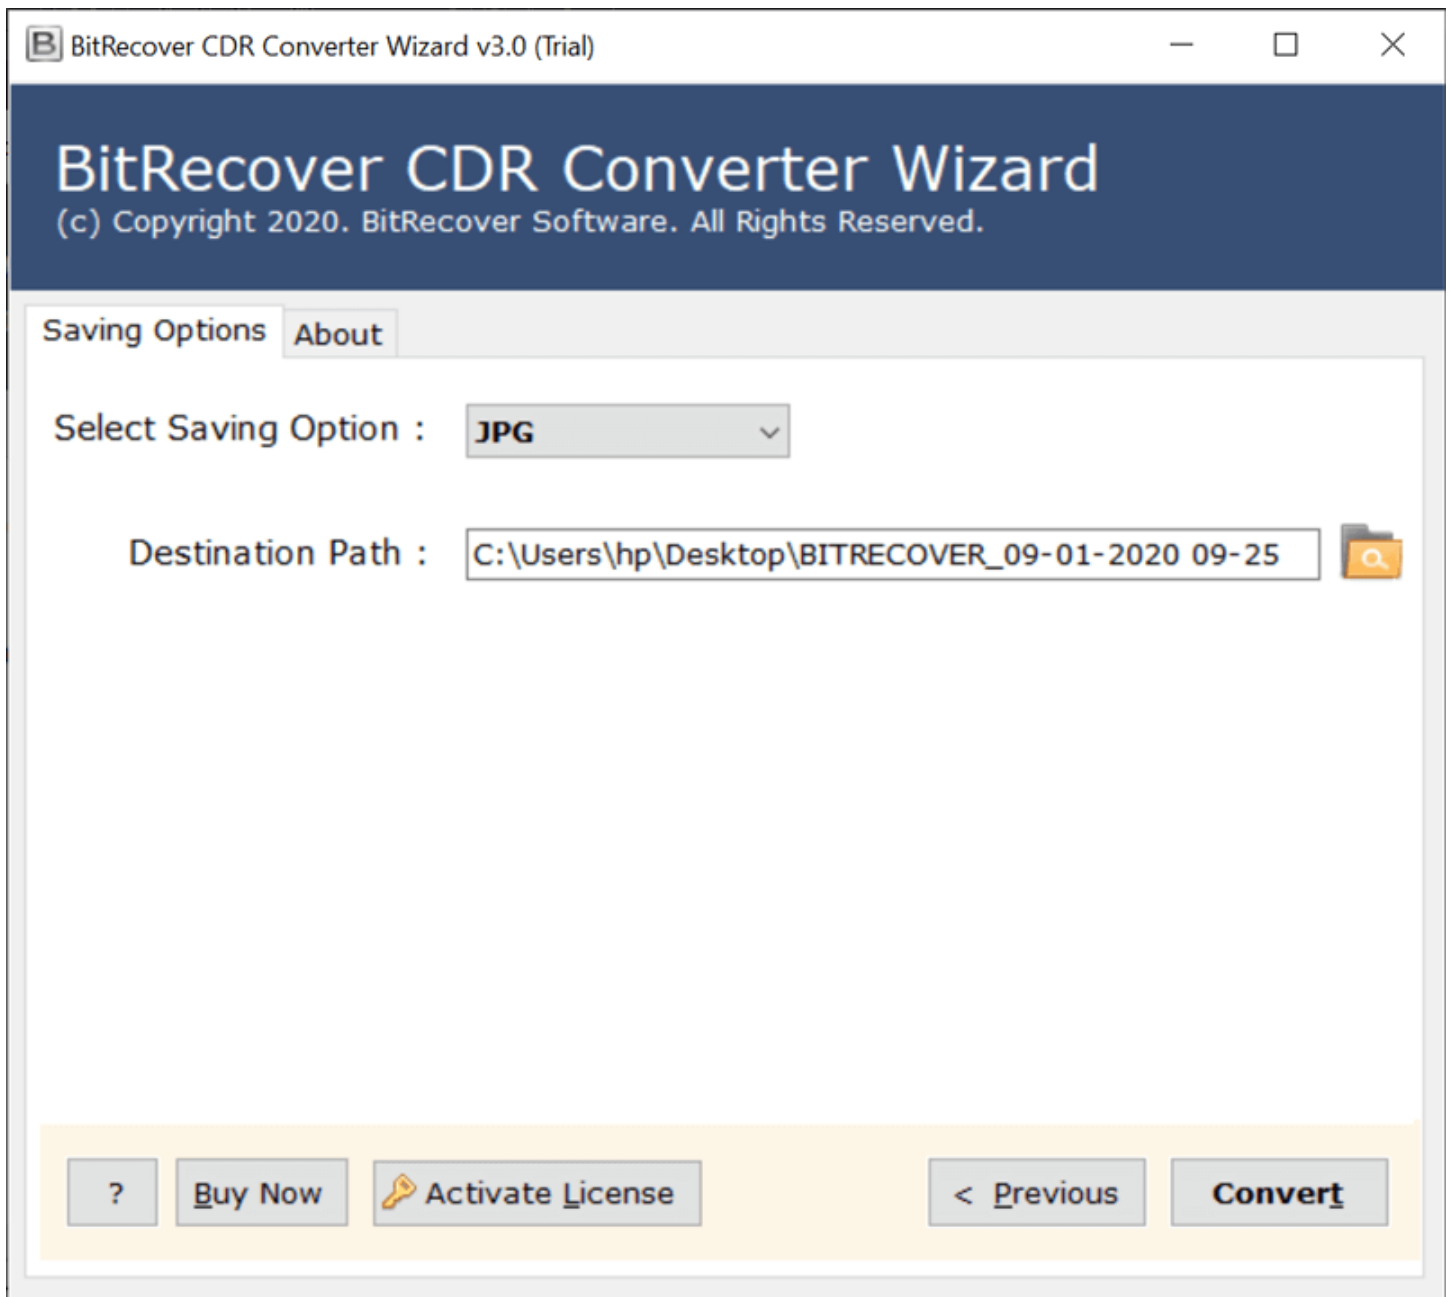 BitRecover CDR Converter Wizard v3.0 (Trial)
BitRecover CDR Converter Wizard
(c) Copyright 2020. BitRecover Software. All Rights Reserved.
Saving Options About
Select Saving Option : JPG
Destination Path : C:\Users\hp\Desktop\BITRECOVER_09-01-2020 09-25
? Buy Now Activate License < Previous Convert